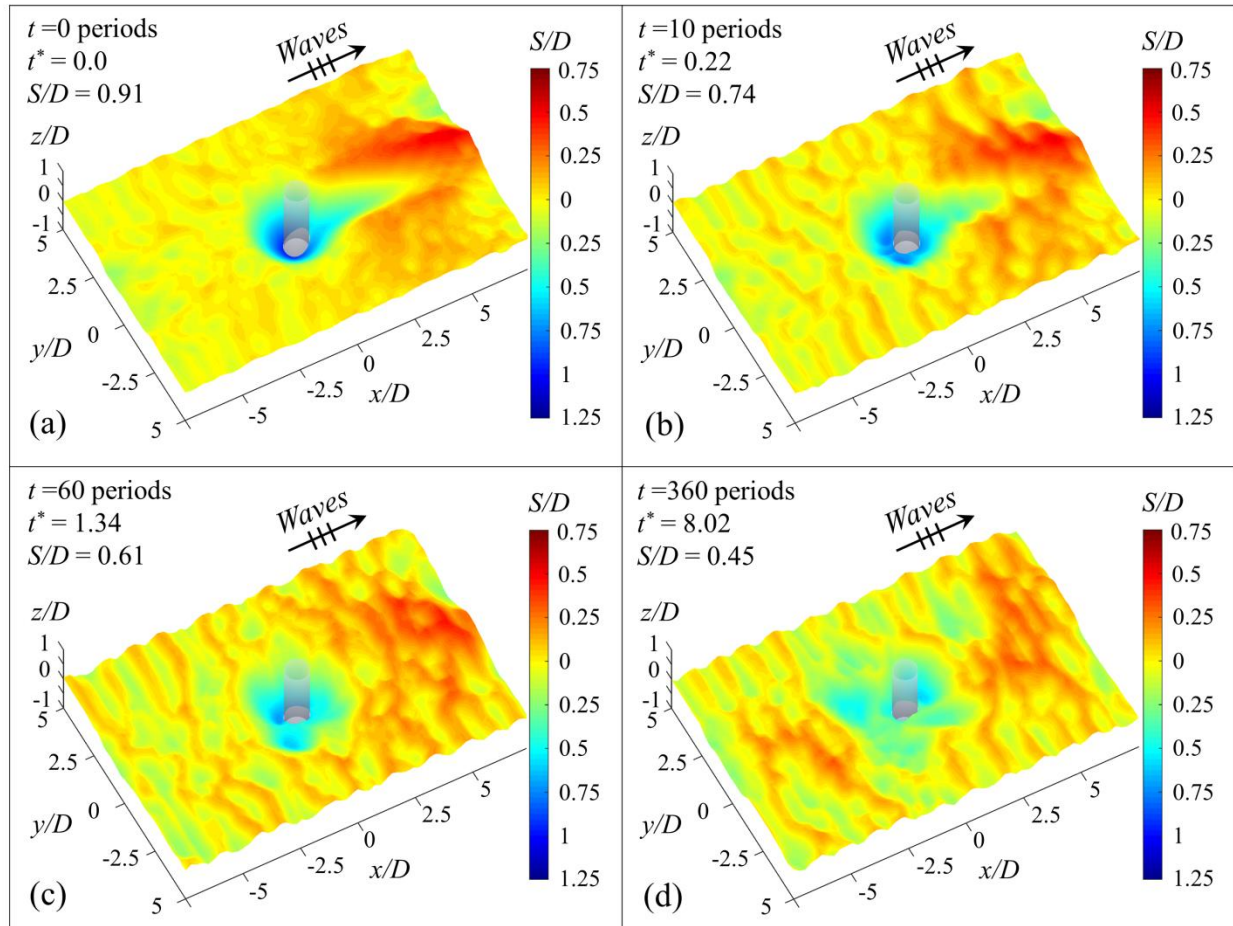 t =0 periods
t* = 0.0
S/D = 0.91
Waves
S/D
0.75
0.5
0.25
0
0.25
0.5
0.75
1
1.25
z/D
1
0
-1
5
2.5
0
-2.5
5
y/D
-5
-2.5
0
2.5
5
x/D
(a)
t =10 periods
t* = 0.22
S/D = 0.74
Waves
S/D
0.75
0.5
0.25
0
0.25
0.5
0.75
1
1.25
z/D
1
0
-1
5
2.5
0
-2.5
5
y/D
-5
-2.5
0
2.5
5
x/D
(b)
t =60 periods
t* = 1.34
S/D = 0.61
Waves
S/D
0.75
0.5
0.25
0
0.25
0.5
0.75
1
1.25
z/D
1
0
-1
5
2.5
0
-2.5
5
y/D
-5
-2.5
0
2.5
5
x/D
(c)
t =360 periods
t* = 8.02
S/D = 0.45
Waves
S/D
0.75
0.5
0.25
0
0.25
0.5
0.75
1
1.25
z/D
1
0
-1
5
2.5
0
-2.5
5
y/D
-5
-2.5
0
2.5
5
x/D
(d)